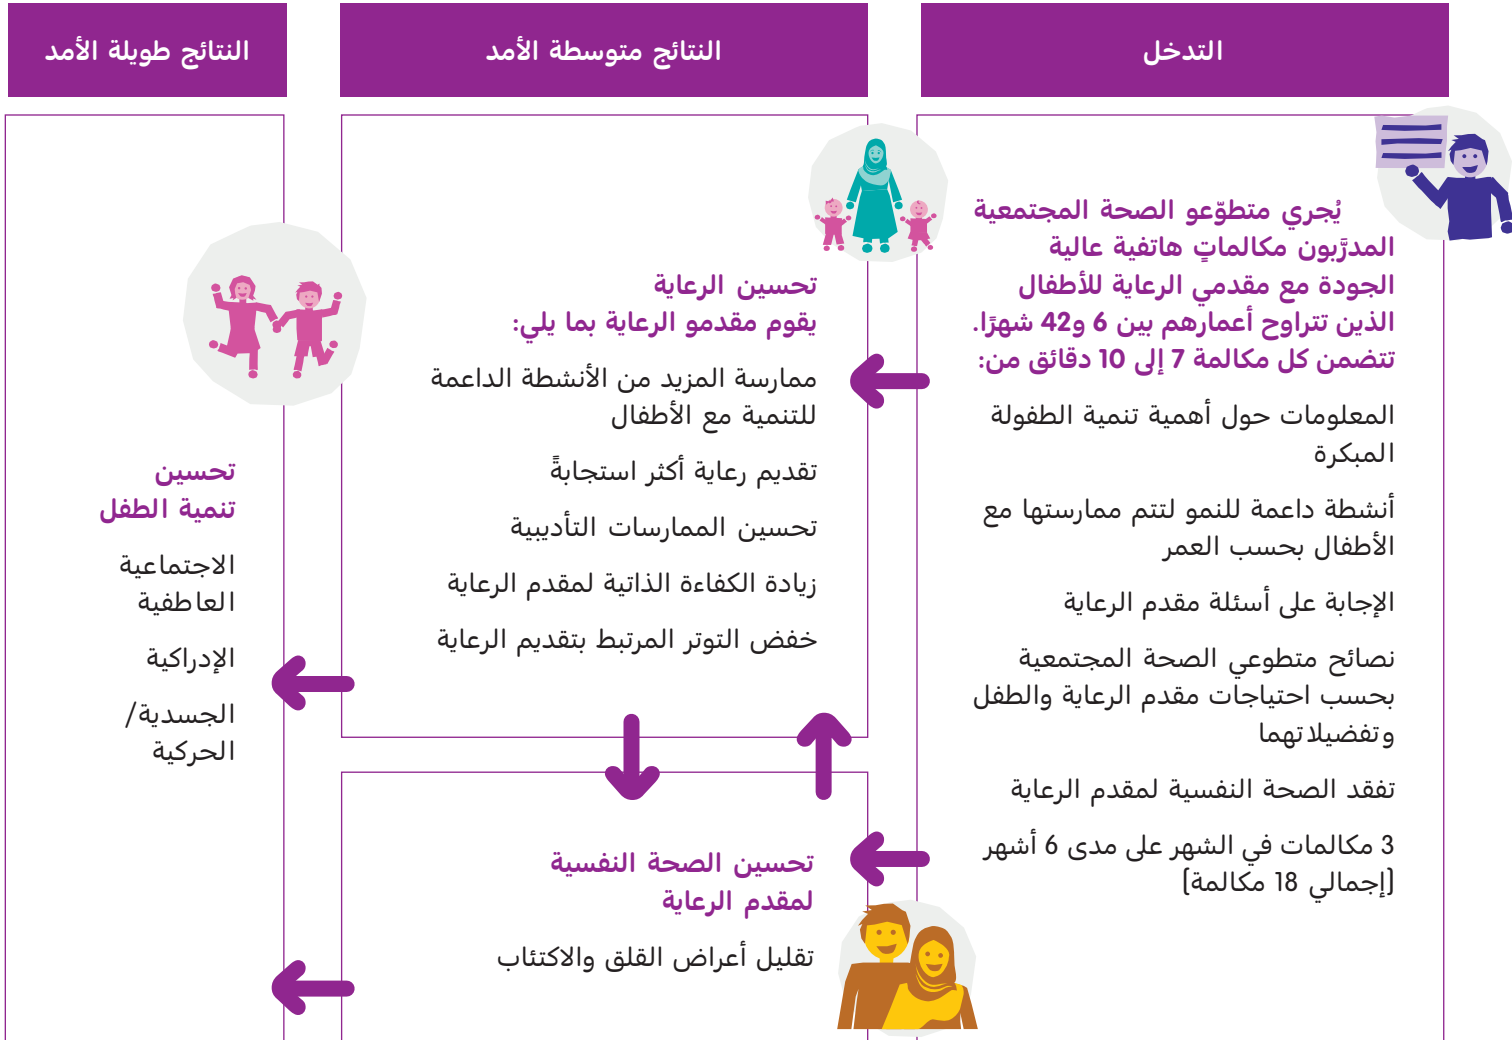 التدخل
النتائج متوسطة الأمد
النتائج طويلة الأمد
يُجري متطوّعو الصحة المجتمعية
المدرَّبون مكالماتٍ هاتفية عالية
الجودة مع مقدمي الرعاية للأطفال
الذين تتراوح أعمارهم بين 6 و42 شهرًا.
تتضمن كل مكالمة 7 إلى 10 دقائق من:
المعلومات حول أهمية تنمية الطفولة
المبكرة
أنشطة داعمة للنمو لتتم ممارستها مع
الأطفال بحسب العمر
الإجابة على أسئلة مقدم الرعاية
نصائح متطوعي الصحة المجتمعية
بحسب احتياجات مقدم الرعاية والطفل
وتفضيلاتهما
تفقد الصحة النفسية لمقدم الرعاية
3 مكالمات في الشهر على مدى 6 أشهر
(إجمالي 18 مكالمة)
تحسين الرعاية
يقوم مقدمو الرعاية بما يلي:
ممارسة المزيد من الأنشطة الداعمة
للتنمية مع الأطفال
تقديم رعاية أكثر استجابةً
تحسين الممارسات التأديبية
زيادة الكفاءة الذاتية لمقدم الرعاية
خفض التوتر المرتبط بتقديم الرعاية
تحسين الصحة النفسية
لمقدم الرعاية
تقليل أعراض القلق والاكتئاب
تحسين
تنمية الطفل
الاجتماعية
العاطفية
الإدراكية
الجسدية/
الحركية